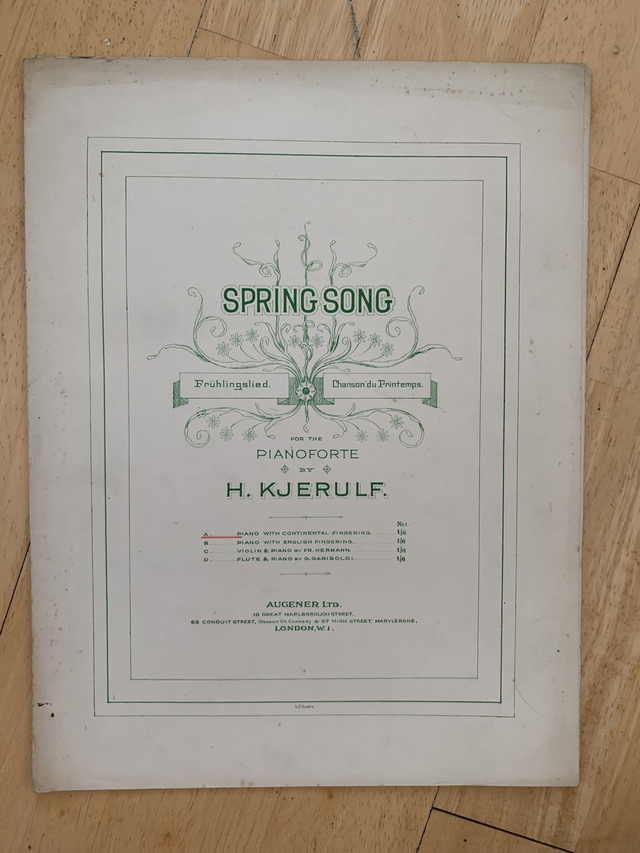 SPRING SONG
Frühlingslied. Chanson du Printemps.
FOR THE
PIANOFORTE
BY
H. KJERULF.
Net
A PIANO WITH CONTINENTAL FINGERING 1/6
B PIANO WITH ENGLISH FINGERING 1/6
C VIOLIN & PIANO BY FR. HERMANN 1/6
D FLUTE & PIANO BY G. GARIBOLDI 1/6
AUGENER LTD.
18 GREAT MARLBOROUGH STREET,
63 CONDUIT STREET, (REGENT ST. CORNER) & 57 HIGH STREET, MARYLEBONE,
LONDON, W.1.